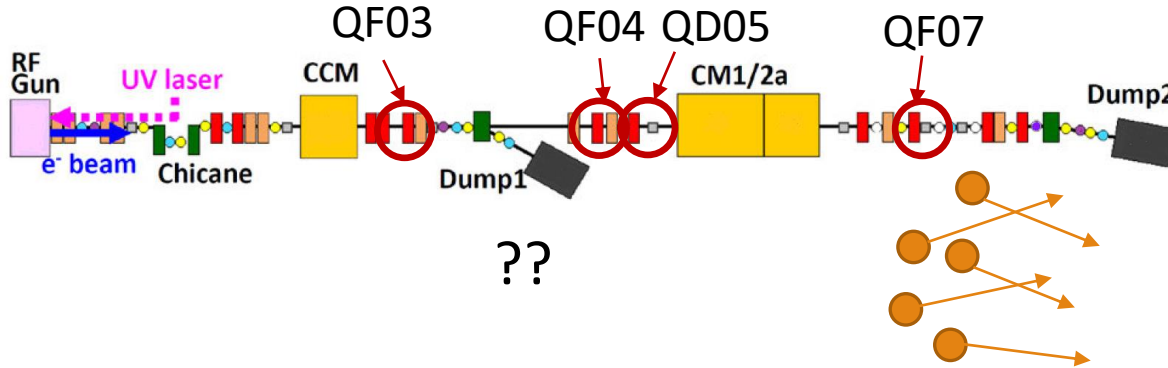 QF03
QF04
QD05
QF07
RF
Gun
UV laser
CCM
CM1/2a
Dump2
e- beam
Chicane
Dump1
??